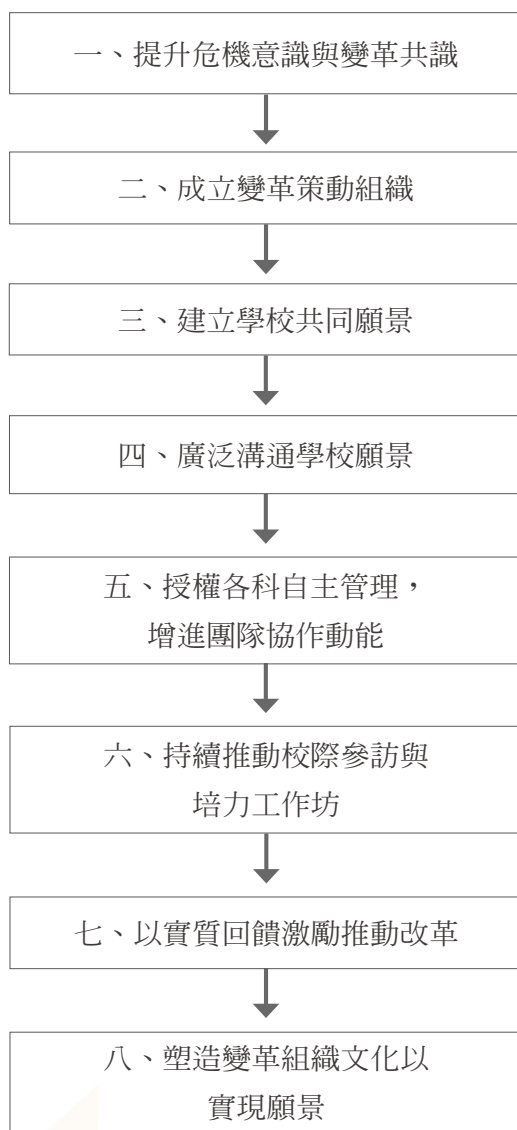 一、提升危機意識與變革共識
二、成立變革策動組織
三、建立學校共同願景
四、廣泛溝通學校願景
五、授權各科自主管理，
增進團隊協作動能
六、持續推動校際參訪與
培力工作坊
七、以實質回饋激勵推動改革
八、塑造變革組織文化以
實現願景